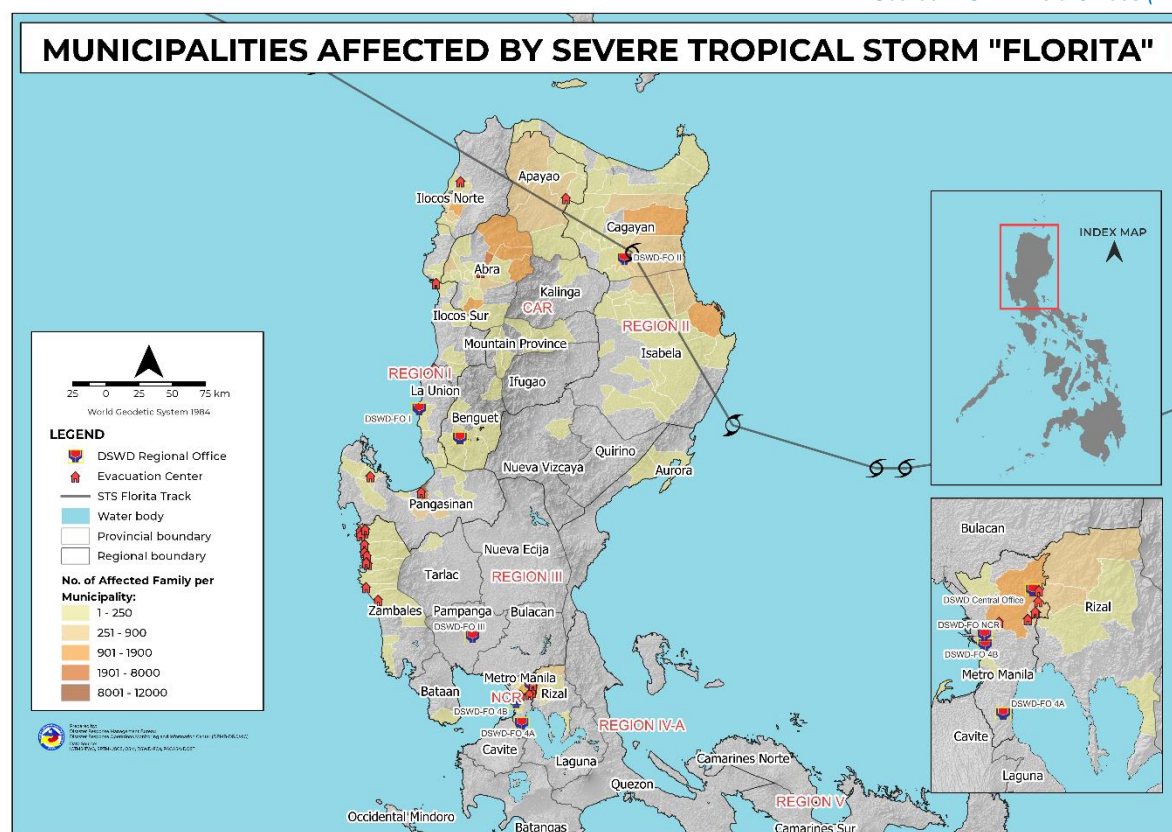 MUNICIPALITIES AFFECTED BY SEVERE TROPICAL STORM "FLORITA"
Apayao
Ilocos Norte
Cagayan
DSWD-FO II
Abra
Kalinga
CAR
Ilocos Sur
REGION II
Mountain Province
Isabela
REGION I
Ifugao
La Union
DSWD-FO I
Benguet
Quirino
Nueva Vizcaya
Aurora
Pangasinan
Nueva Ecija
Tarlac
REGION III
Zambales
Pampanga
Bulacan
DSWD-FO III
Metro Manila
Bataan
NCR
Rizal
DSWD-FO 4B
DSWD-FO 4A
REGION IV-A
Cavite
Laguna
Camarines Norte
Quezon
REGION V
Occidental Mindoro
Batangas
Camarines Sur
25 0 25 50 75 km
World Geodetic System 1984
LEGEND
DSWD Regional Office
Evacuation Center
STS Florita Track
Water body
Provincial boundary
Regional boundary
No. of Affected Family per
Municipality:
1 - 250
251 - 900
901 - 1900
1901 - 8000
8001 - 12000
Prepared by:
Disaster Response Management Bureau
INDEX MAP
Bulacan
DSWD Central Office
Rizal
DSWD-FO NCR
DSWD-FO 4B
Metro Manila
DSWD-FO 4A
Cavite
Laguna